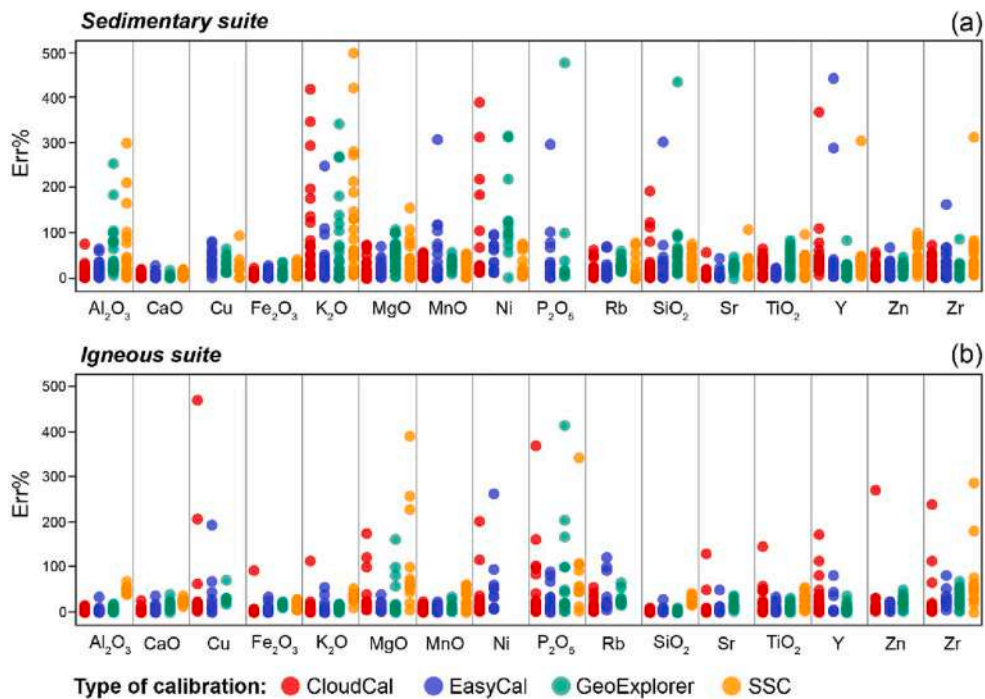 Sedimentary suite (a)
500
400
300
200
100
0
Err%
Al₂O₃ CaO Cu Fe₂O₃ K₂O MgO MnO Ni P₂O₅ Rb SiO₂ Sr TiO₂ Y Zn Zr
Igneous suite (b)
500
400
300
200
100
0
Err%
Al₂O₃ CaO Cu Fe₂O₃ K₂O MgO MnO Ni P₂O₅ Rb SiO₂ Sr TiO₂ Y Zn Zr
Type of calibration: CloudCal EasyCal GeoExplorer SSC